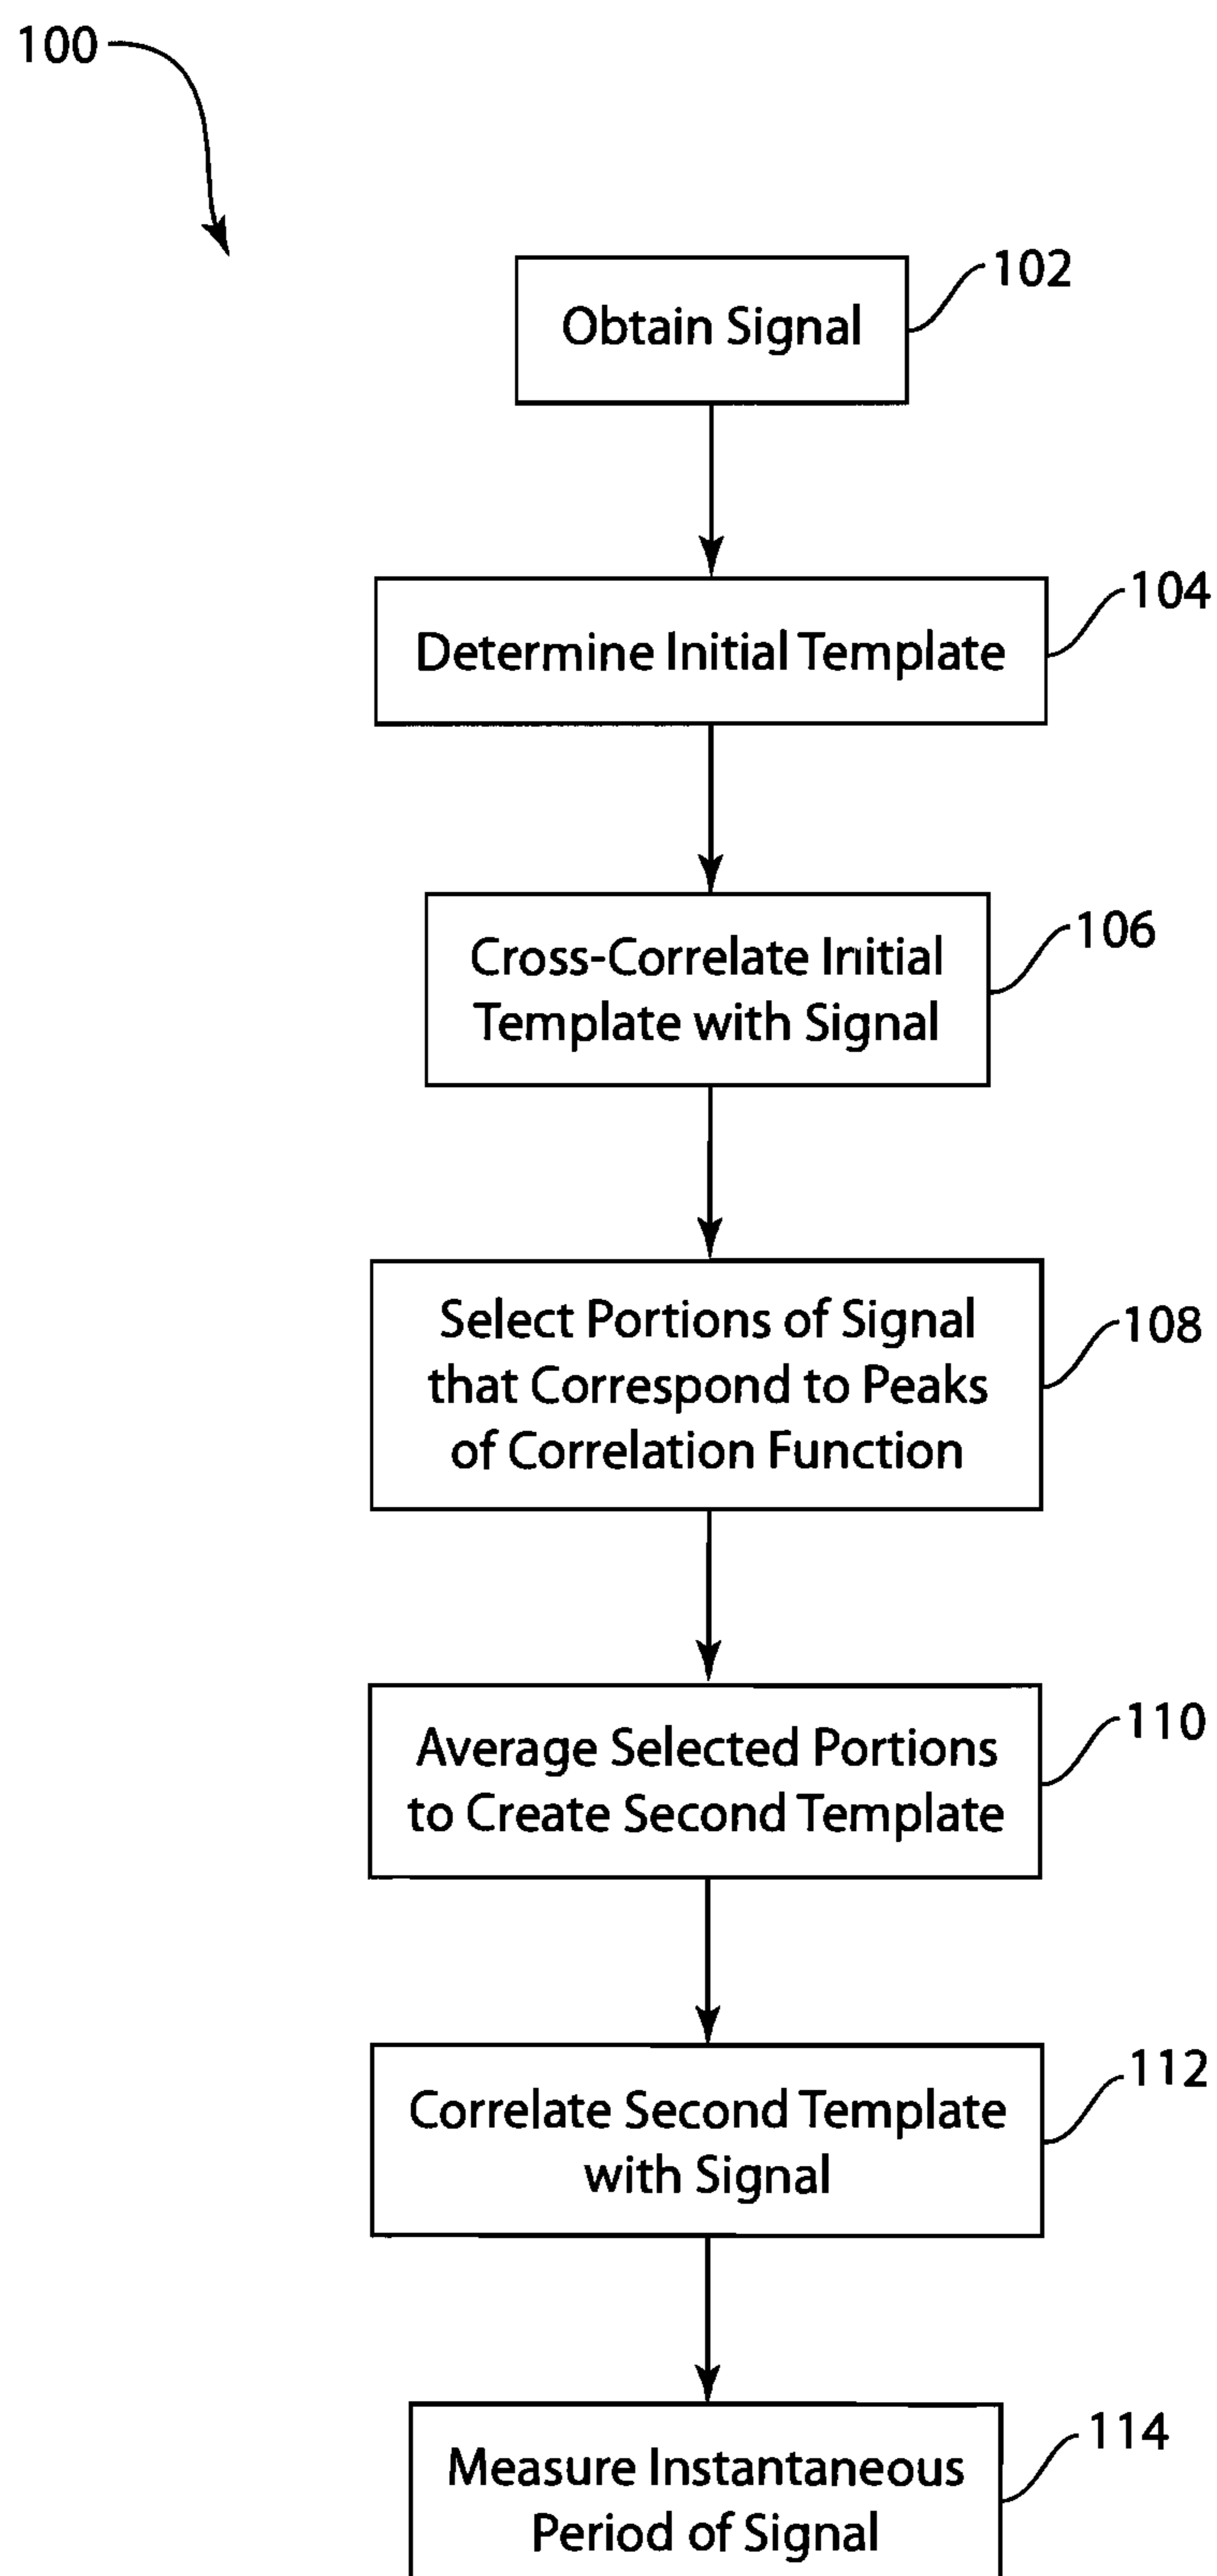 100
102
Obtain Signal
104
Determine Initial Template
106
Cross-Correlate Initial
Template with Signal
108
Select Portions of Signal
that Correspond to Peaks
of Correlation Function
110
Average Selected Portions
to Create Second Template
112
Correlate Second Template
with Signal
114
Measure Instantaneous
Period of Signal